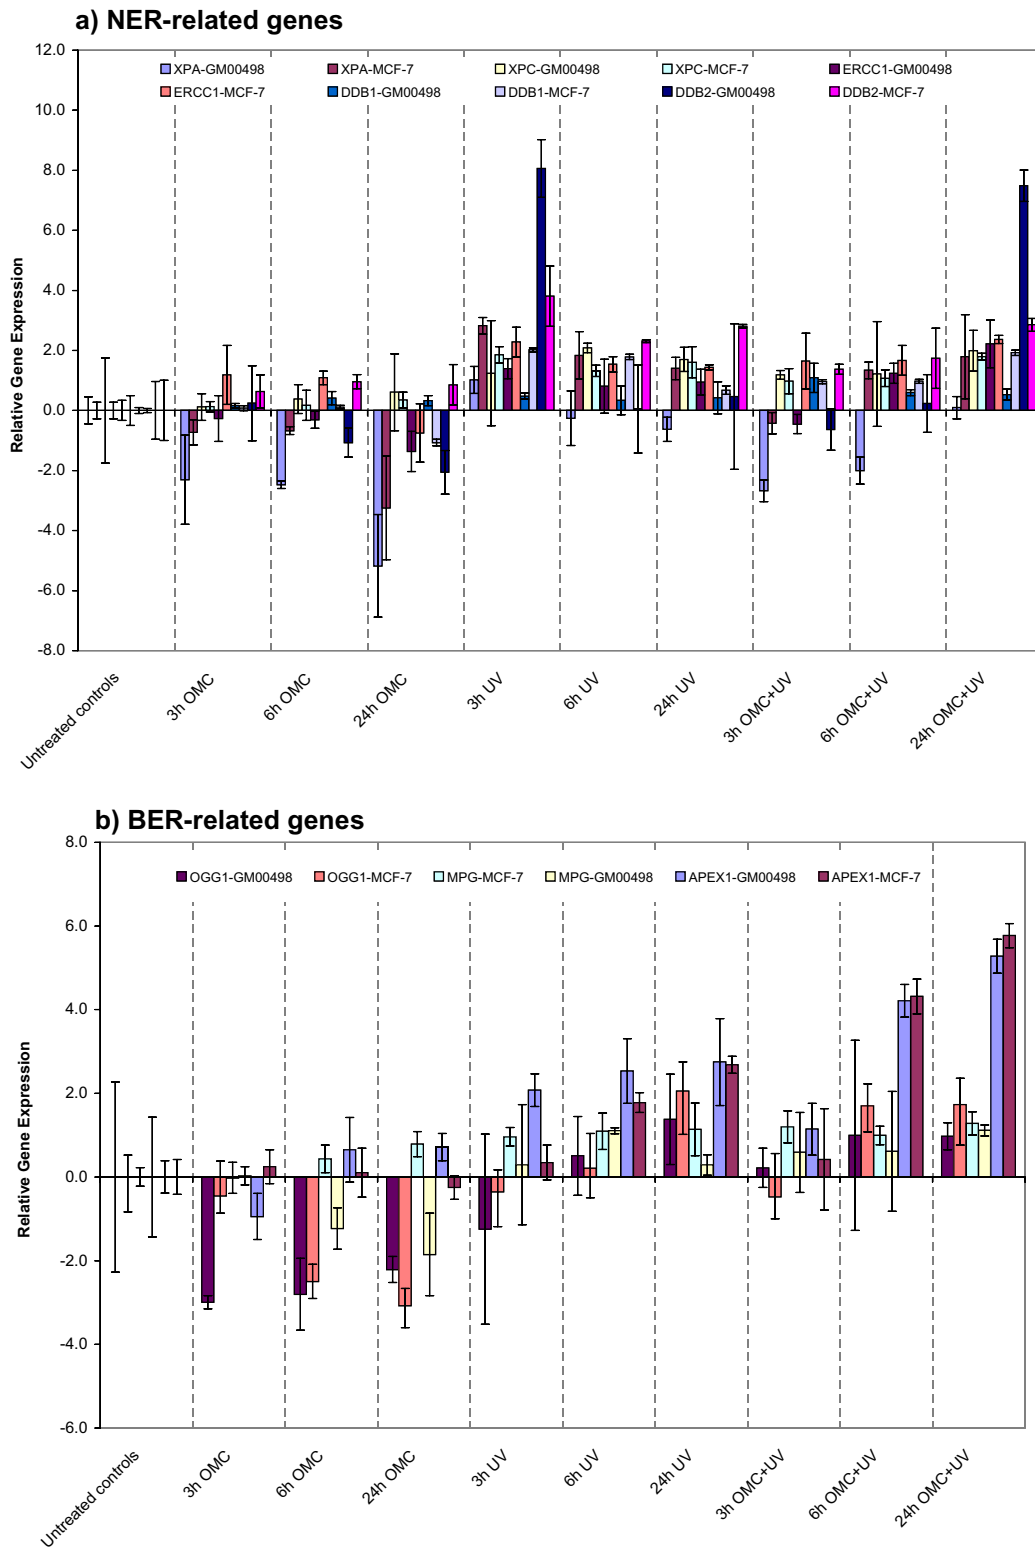 a) NER-related genes
12.0
10.0
8.0
6.0
4.0
2.0
0.0
-2.0
-4.0
-6.0
-8.0
Relative Gene Expression
XPA-GM00498 XPA-MCF-7 XPC-GM00498 XPC-MCF-7 ERCC1-GM00498
ERCC1-MCF-7 DDB1-GM00498 DDB1-MCF-7 DDB2-GM00498 DDB2-MCF-7
Untreated controls
3h OMC
6h OMC
24h OMC
3h UV
6h UV
24h UV
3h OMC+UV
6h OMC+UV
24h OMC+UV
b) BER-related genes
8.0
6.0
4.0
2.0
0.0
-2.0
-4.0
-6.0
Relative Gene Expression
OGG1-GM00498 OGG1-MCF-7 MPG-MCF-7 MPG-GM00498 APEX1-GM00498 APEX1-MCF-7
Untreated controls
3h OMC
6h OMC
24h OMC
3h UV
6h UV
24h UV
3h OMC+UV
6h OMC+UV
24h OMC+UV